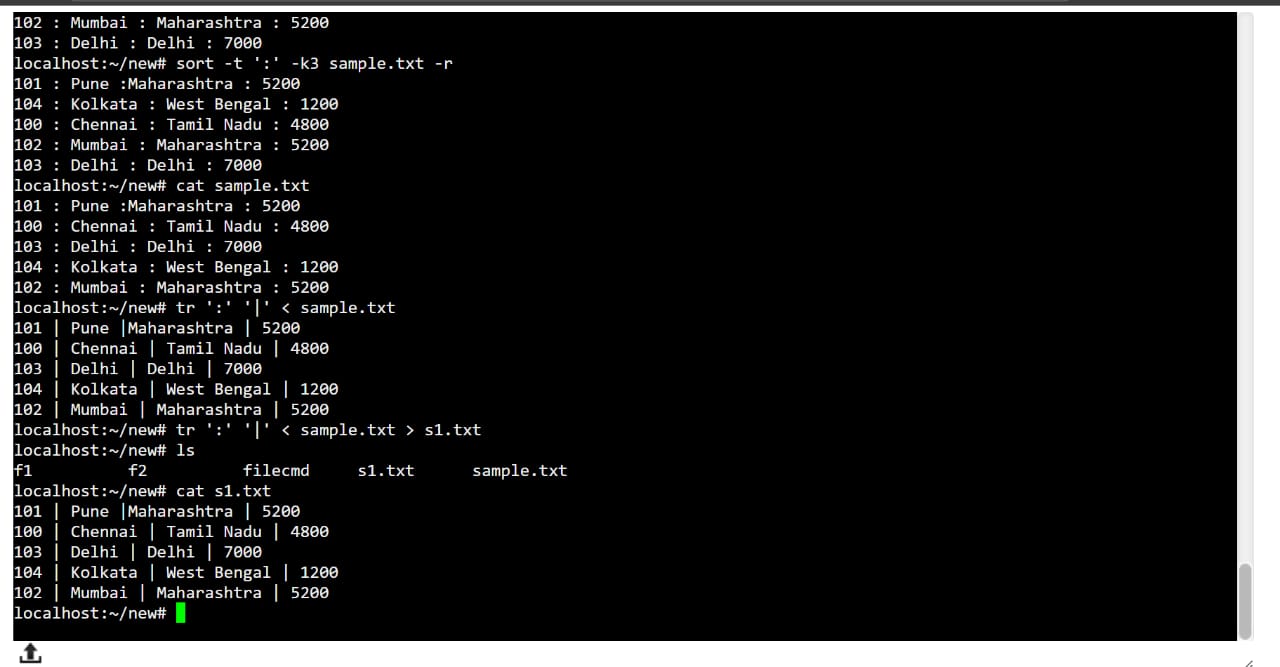 102 : Mumbai : Maharashtra : 5200
103 : Delhi : Delhi : 7000
localhost:~/new# sort -t ':' -k3 sample.txt -r
101 : Pune :Maharashtra : 5200
104 : Kolkata : West Bengal : 1200
100 : Chennai : Tamil Nadu : 4800
102 : Mumbai : Maharashtra : 5200
103 : Delhi : Delhi : 7000
localhost:~/new# cat sample.txt
101 : Pune :Maharashtra : 5200
100 : Chennai : Tamil Nadu : 4800
103 : Delhi : Delhi : 7000
104 : Kolkata : West Bengal : 1200
102 : Mumbai : Maharashtra : 5200
localhost:~/new# tr ':' '|' < sample.txt
101 | Pune |Maharashtra | 5200
100 | Chennai | Tamil Nadu | 4800
103 | Delhi | Delhi | 7000
104 | Kolkata | West Bengal | 1200
102 | Mumbai | Maharashtra | 5200
localhost:~/new# tr ':' '|' < sample.txt > s1.txt
localhost:~/new# ls
f1 f2 filecmd s1.txt sample.txt
localhost:~/new# cat s1.txt
101 | Pune |Maharashtra | 5200
100 | Chennai | Tamil Nadu | 4800
103 | Delhi | Delhi | 7000
104 | Kolkata | West Bengal | 1200
102 | Mumbai | Maharashtra | 5200
localhost:~/new#